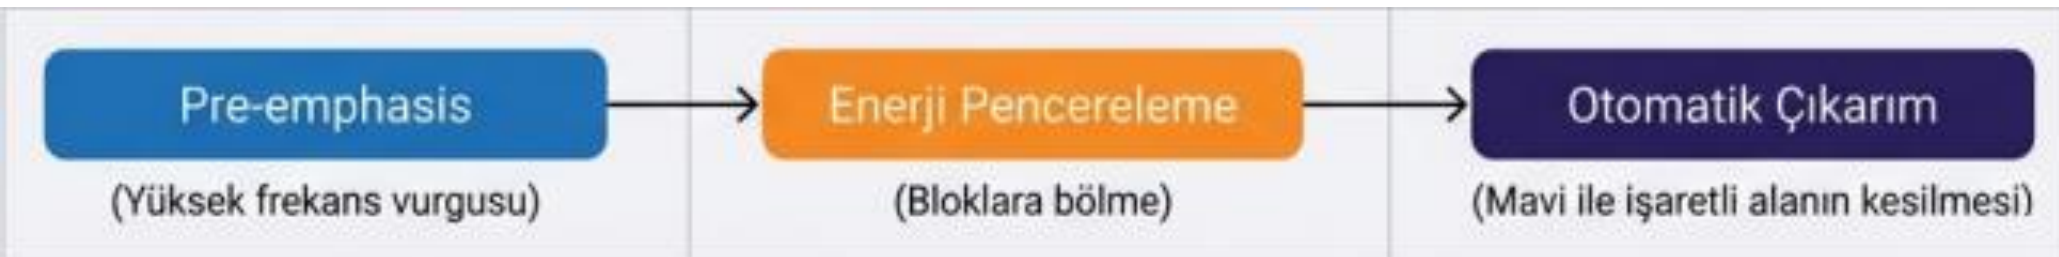 Pre-emphasis
(Yüksek frekans vurgusu)
Enerji Pencereleme
(Bloklara bölme)
Otomatik Çıkarım
(Mavi ile işaretli alanın kesilmesi)